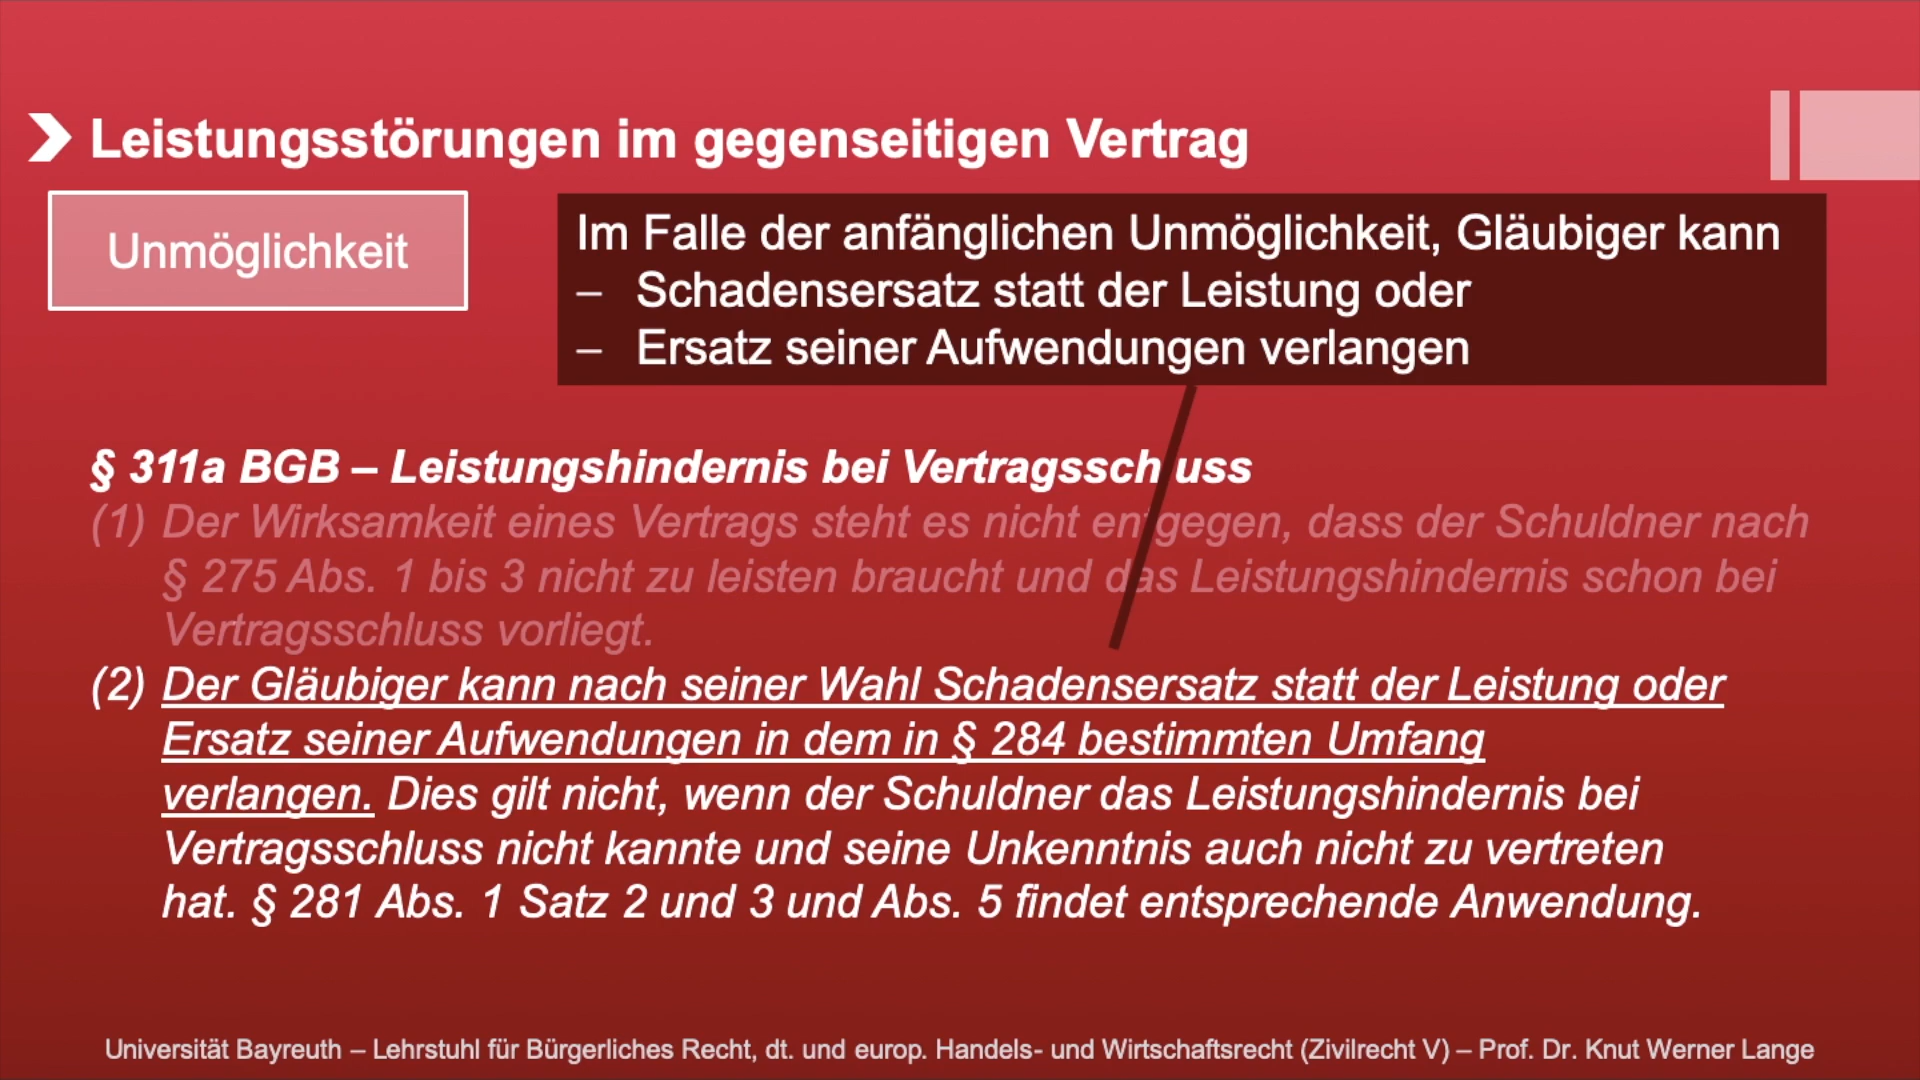 Leistungsstörungen im gegenseitigen Vertrag
Unmöglichkeit
Im Falle der anfänglichen Unmöglichkeit, Gläubiger kann
– Schadensersatz statt der Leistung oder
– Ersatz seiner Aufwendungen verlangen
§ 311a BGB – Leistungshindernis bei Vertragsschluss
(1) Der Wirksamkeit eines Vertrags steht es nicht entgegen, dass der Schuldner nach
§ 275 Abs. 1 bis 3 nicht zu leisten braucht und das Leistungshindernis schon bei
Vertragsschluss vorliegt.
(2) Der Gläubiger kann nach seiner Wahl Schadensersatz statt der Leistung oder
Ersatz seiner Aufwendungen in dem in § 284 bestimmten Umfang
verlangen. Dies gilt nicht, wenn der Schuldner das Leistungshindernis bei
Vertragsschluss nicht kannte und seine Unkenntnis auch nicht zu vertreten
hat. § 281 Abs. 1 Satz 2 und 3 und Abs. 5 findet entsprechende Anwendung.
Universität Bayreuth – Lehrstuhl für Bürgerliches Recht, dt. und europ. Handels- und Wirtschaftsrecht (Zivilrecht V) – Prof. Dr. Knut Werner Lange